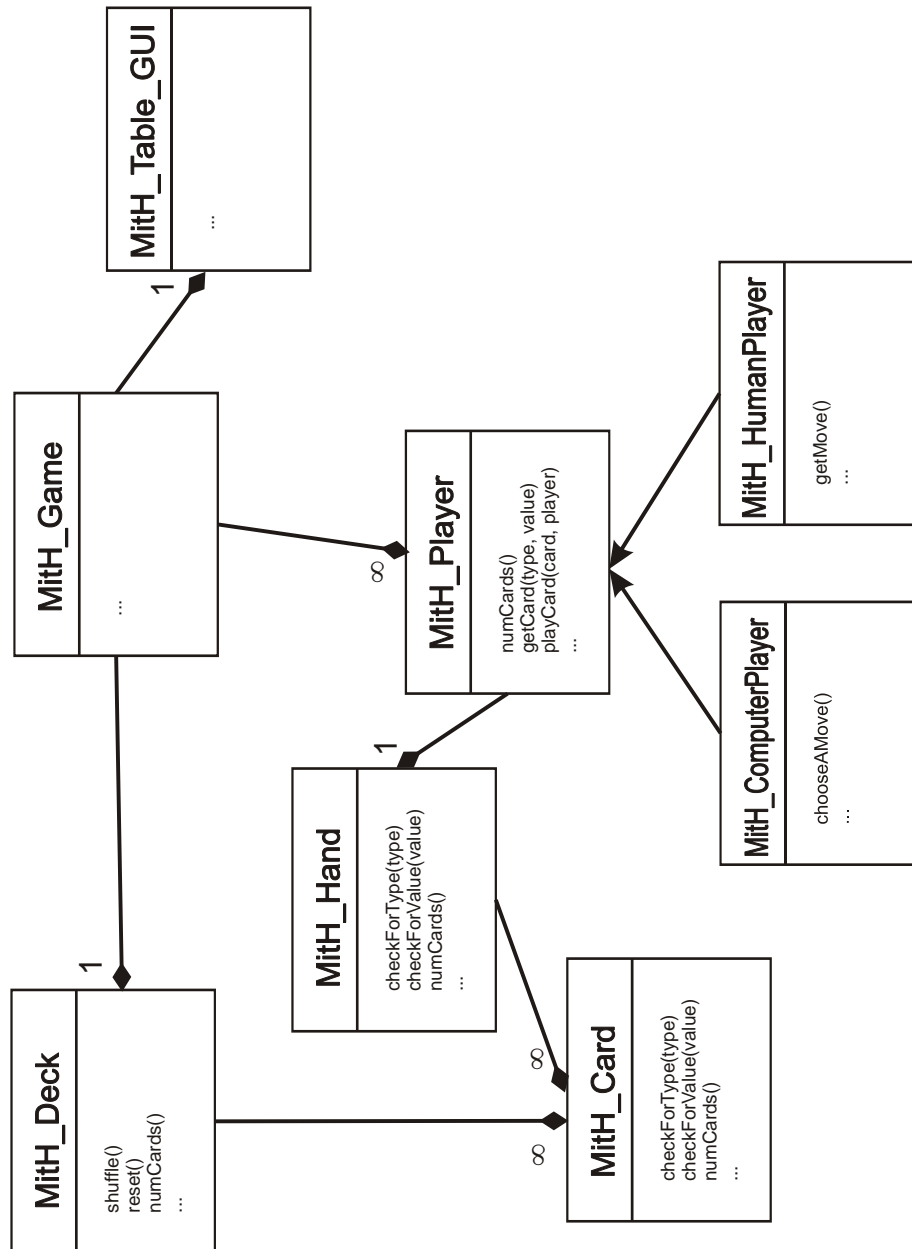 MitH_Deck
shuffle()
reset()
numCards()
...
1
MitH_Game
...
1
MitH_Table_GUI
...
MitH_Hand
checkForType(type)
checkForValue(value)
numCards()
...
1
∞
MitH_Player
numCards()
getCard(type, value)
playCard(card, player)
...
∞
∞
MitH_Card
checkForType(type)
checkForValue(value)
numCards()
...
MitH_ComputerPlayer
chooseAMove()
...
MitH_HumanPlayer
getMove()
...